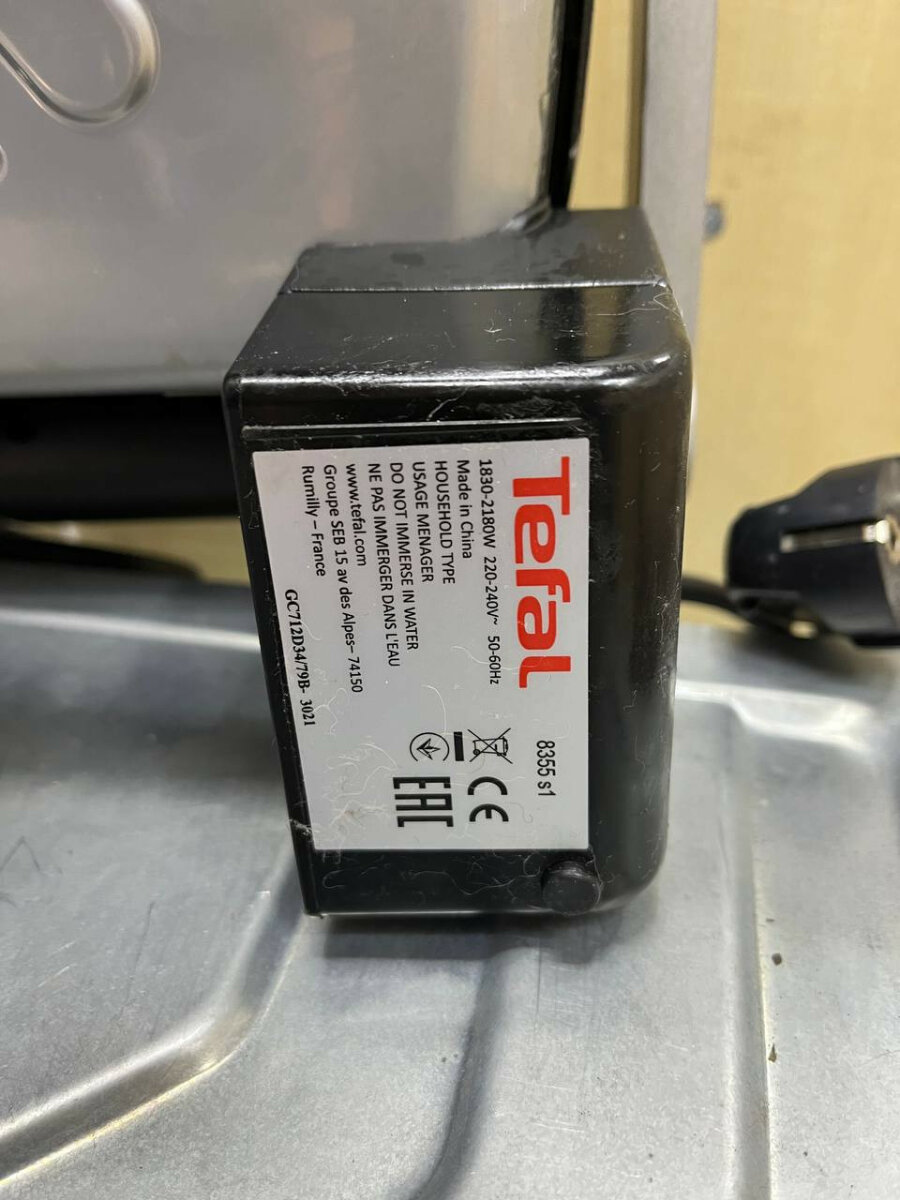 Tefal
8355 s1
1830-2180W 220-240V~ 50-60Hz
Made in China
HOUSEHOLD TYPE
USAGE MENAGER
DO NOT IMMERSE IN WATER
NE PAS IMMERGER DANS L'EAU
www.tefal.com
Groupe SEB 15 av des Alpes– 74150
Rumilly – France
CE
EAC
GC712D34/79B- 3021